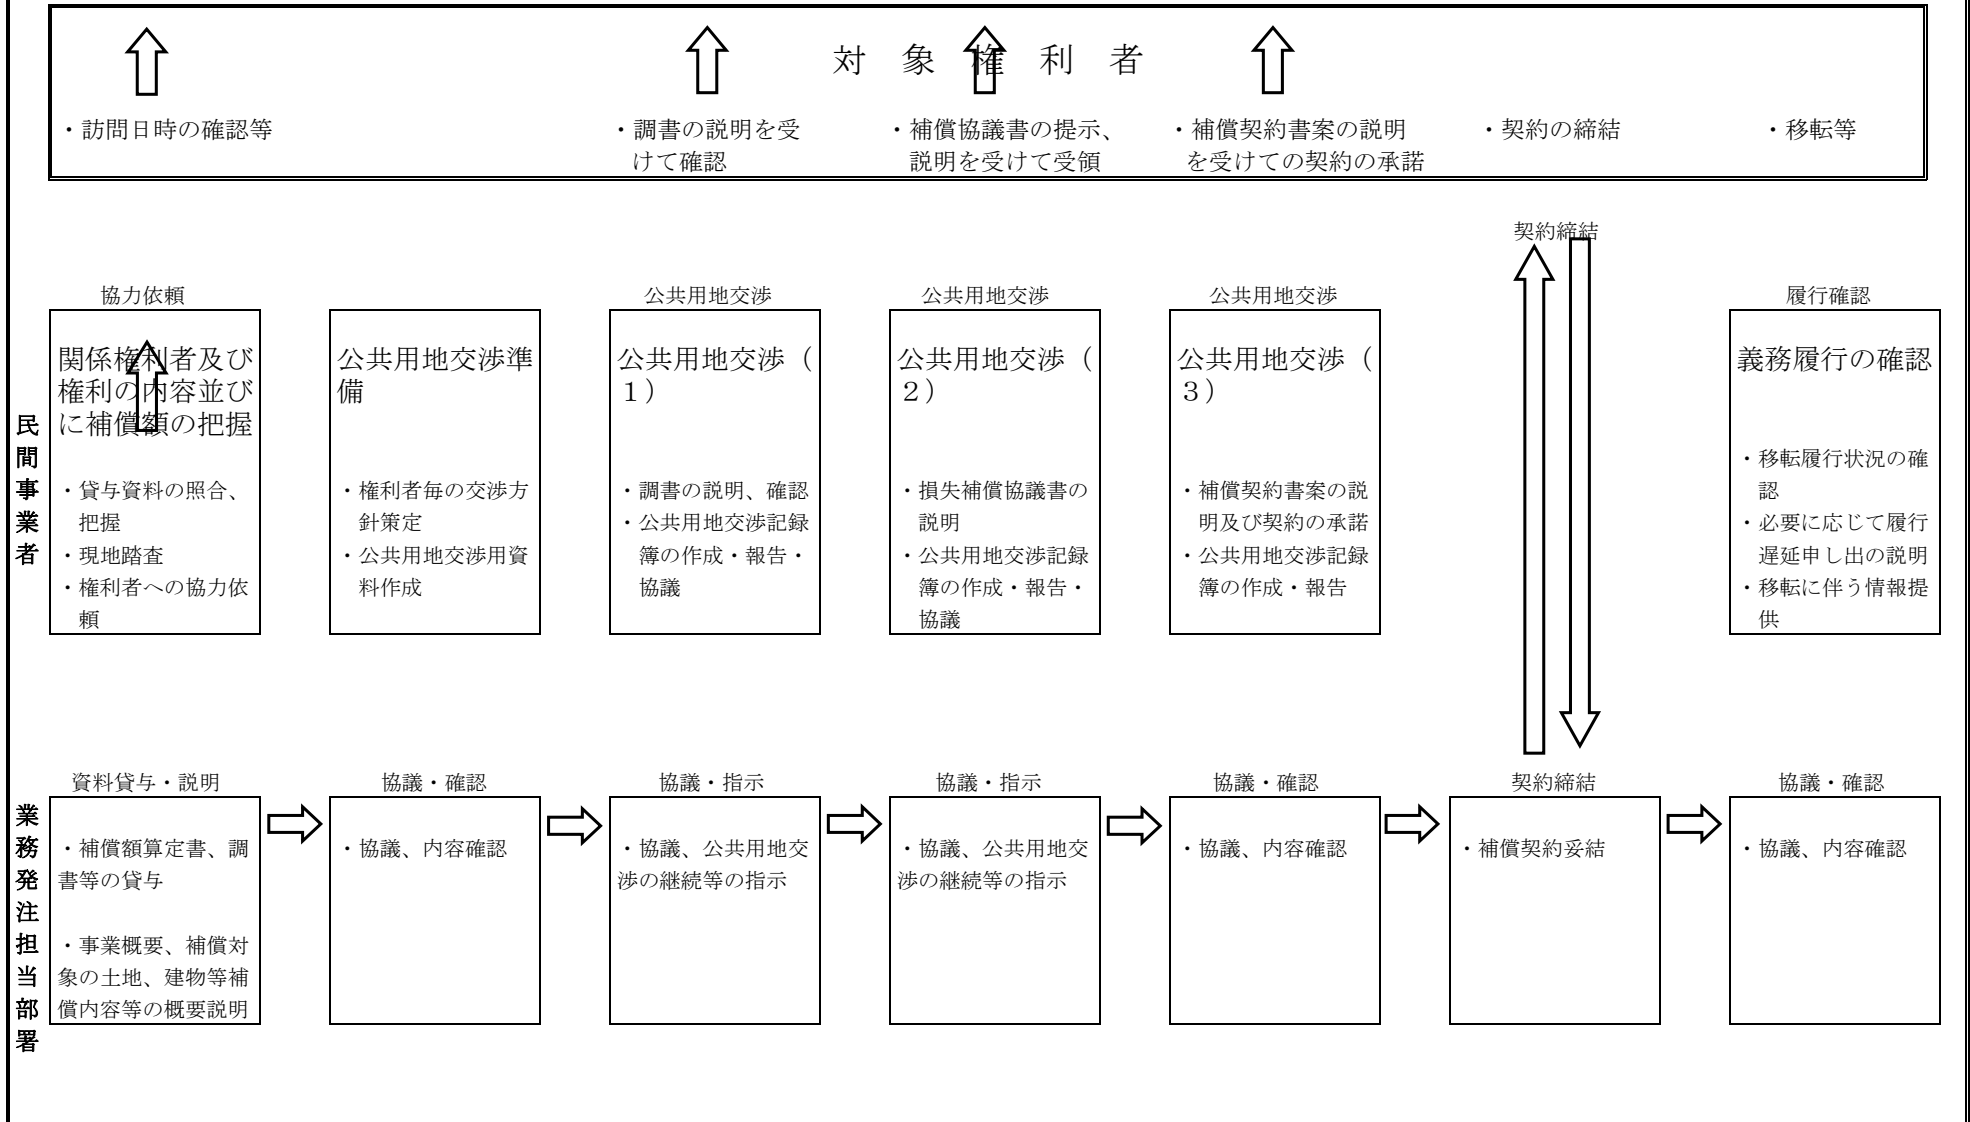 対象権利者
・訪問日時の確認等
・調書の説明を受
けて確認
・補償協議書の提示、
説明を受けて受領
・補償契約書案の説明
を受けての契約の承諾
・契約の締結
・移転等
契約締結
民間事業者
協力依頼
関係権利者及び
権利の内容並び
に補償額の把握
・貸与資料の照合、
把握
・現地踏査
・権利者への協力依
頼
公共用地交渉準
備
・権利者毎の交渉方
針策定
・公共用地交渉用資
料作成
公共用地交渉
公共用地交渉（
１）
・調書の説明、確認
・公共用地交渉記録
簿の作成・報告・
協議
公共用地交渉
公共用地交渉（
２）
・損失補償協議書の
説明
・公共用地交渉記録
簿の作成・報告・
協議
公共用地交渉
公共用地交渉（
３）
・補償契約書案の説
明及び契約の承諾
・公共用地交渉記録
簿の作成・報告
履行確認
義務履行の確認
・移転履行状況の確
認
・必要に応じて履行
遅延申し出の説明
・移転に伴う情報提
供
業務発注担当部署
資料貸与・説明
・補償額算定書、調
書等の貸与
・事業概要、補償対
象の土地、建物等補
償内容等の概要説明
協議・確認
・協議、内容確認
協議・指示
・協議、公共用地交
渉の継続等の指示
協議・指示
・協議、公共用地交
渉の継続等の指示
協議・確認
・協議、内容確認
契約締結
・補償契約妥結
協議・確認
・協議、内容確認